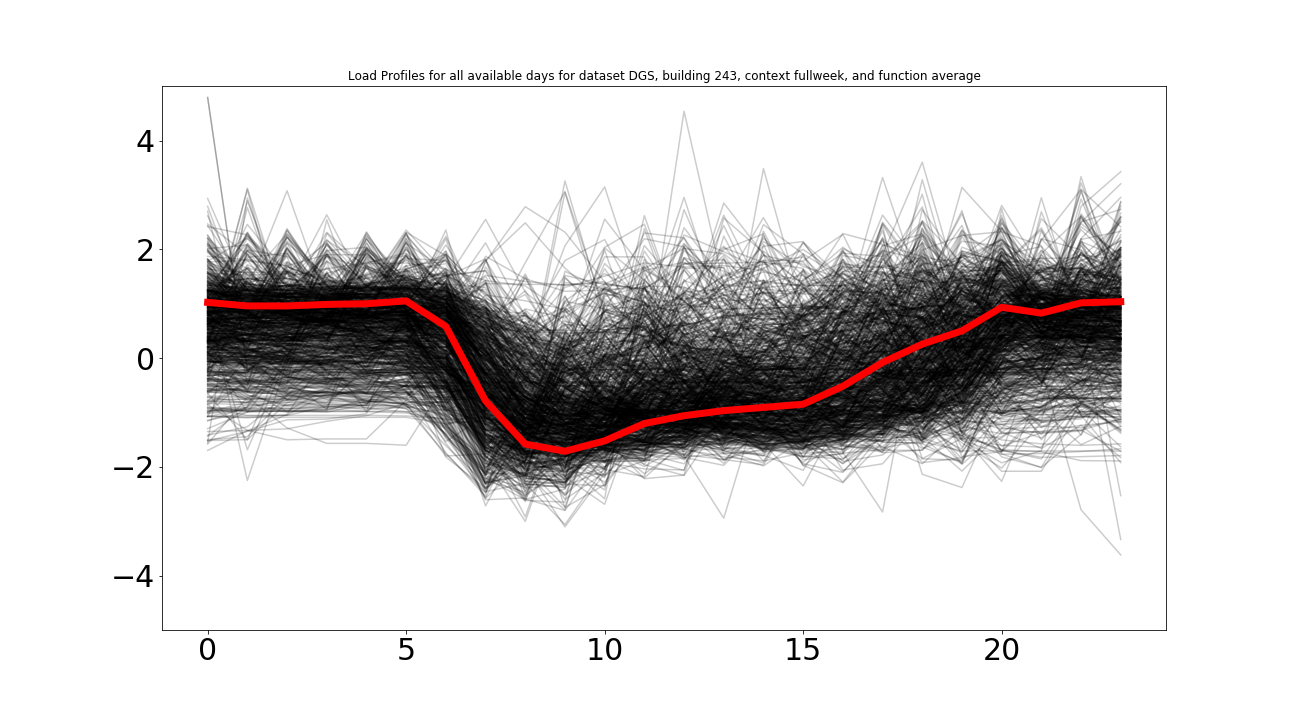 Load Profiles for all available days for dataset DGS, building 243, context fullweek, and function average
4
2
0
−2
−4
0 5 10 15 20